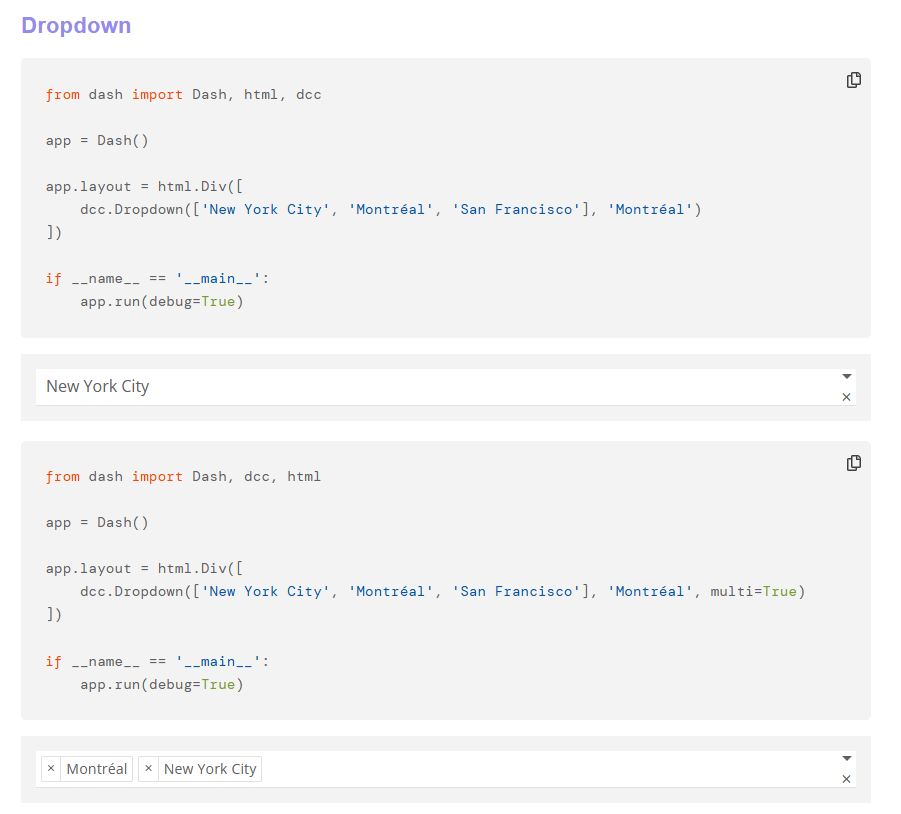 Dropdown
from dash import Dash, html, dcc
app = Dash()
app.layout = html.Div([
    dcc.Dropdown(['New York City', 'Montréal', 'San Francisco'], 'Montréal')
])
if __name__ == '__main__':
    app.run(debug=True)
New York City
×
from dash import Dash, dcc, html
app = Dash()
app.layout = html.Div([
    dcc.Dropdown(['New York City', 'Montréal', 'San Francisco'], 'Montréal', multi=True)
])
if __name__ == '__main__':
    app.run(debug=True)
× Montréal × New York City
×